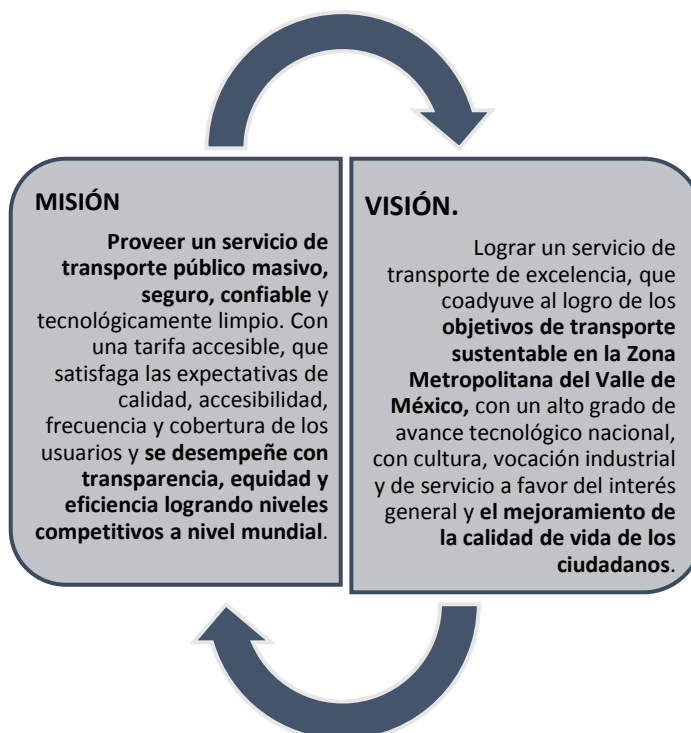 MISIÓN
Proveer un servicio de
transporte público masivo,
seguro, confiable y
tecnológicamente limpio. Con
una tarifa accesible, que
satisfaga las expectativas de
calidad, accesibilidad,
frecuencia y cobertura de los
usuarios y se desempeñe con
transparencia, equidad y
eficiencia logrando niveles
competitivos a nivel mundial.
VISIÓN.
Lograr un servicio de
transporte de excelencia, que
coadyuve al logro de los
objetivos de transporte
sustentable en la Zona
Metropolitana del Valle de
México, con un alto grado de
avance tecnológico nacional,
con cultura, vocación industrial
y de servicio a favor del interés
general y el mejoramiento de
la calidad de vida de los
ciudadanos.